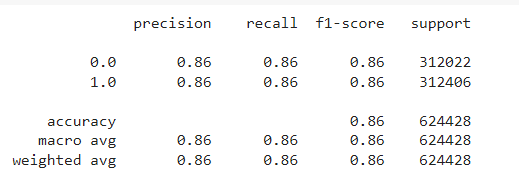 precision recall f1-score support
0.0 0.86 0.86 0.86 312022
1.0 0.86 0.86 0.86 312406
accuracy 0.86 624428
macro avg 0.86 0.86 0.86 624428
weighted avg 0.86 0.86 0.86 624428